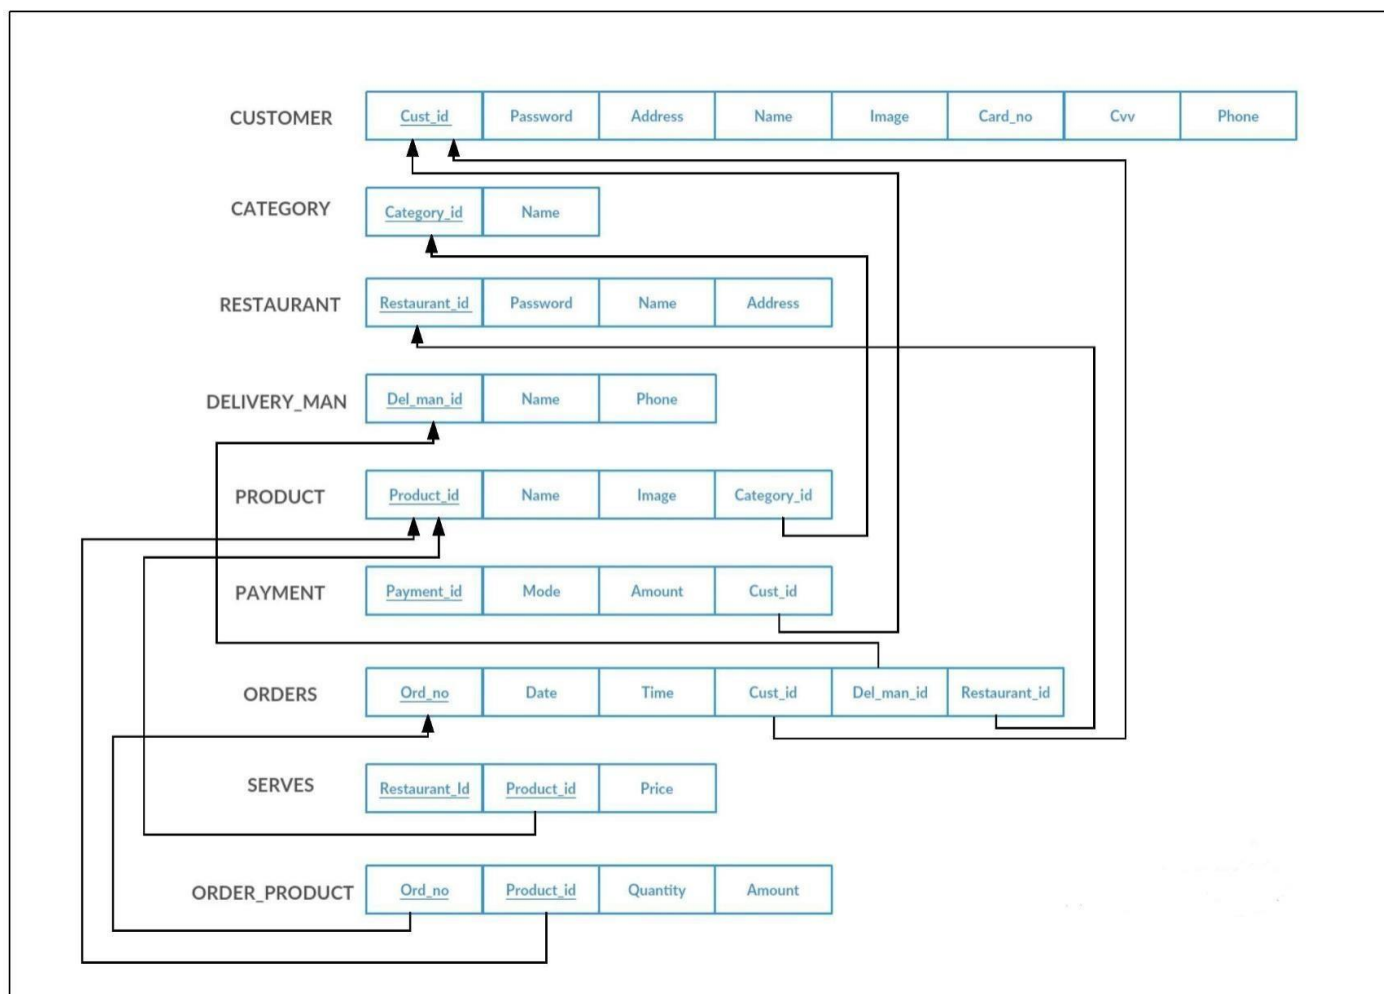 CUSTOMER Cust_id Password Address Name Image Card_no Cvv Phone
CATEGORY Category_id Name
RESTAURANT Restaurant_id Password Name Address
DELIVERY_MAN Del_man_id Name Phone
PRODUCT Product_id Name Image Category_id
PAYMENT Payment_id Mode Amount Cust_id
ORDERS Ord_no Date Time Cust_id Del_man_id Restaurant_id
SERVES Restaurant_Id Product_id Price
ORDER_PRODUCT Ord_no Product_id Quantity Amount